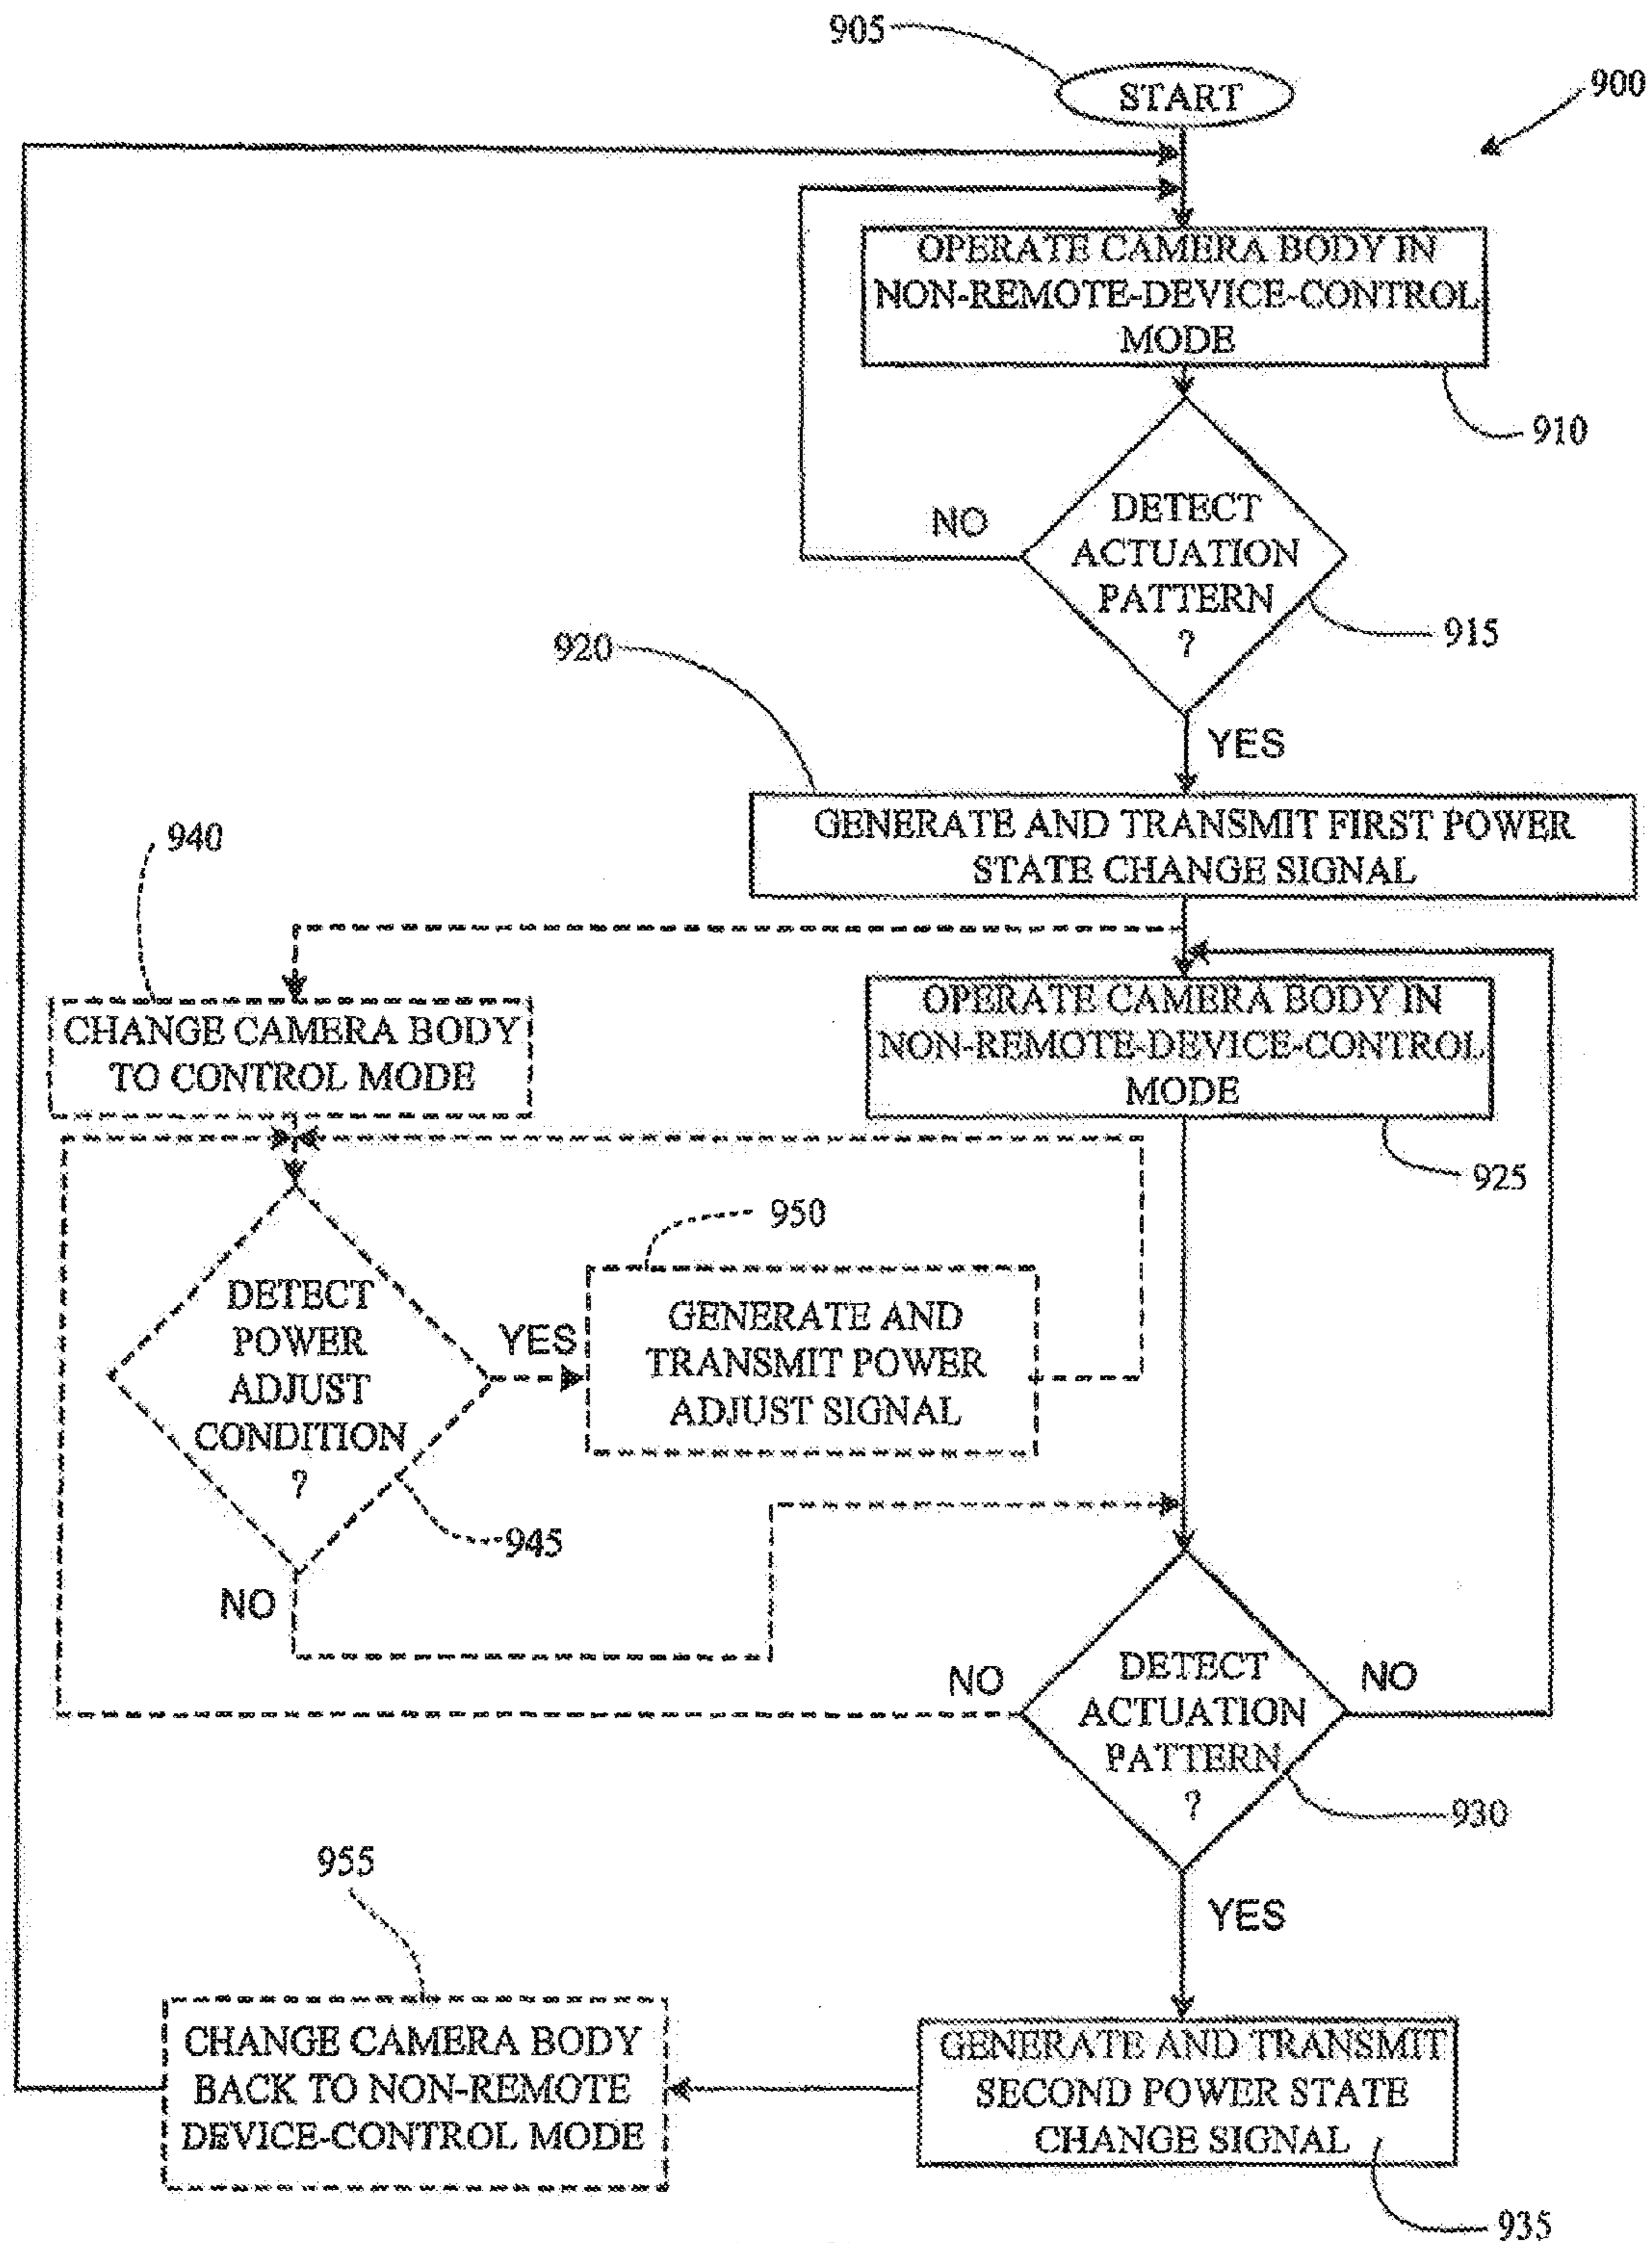 905
START
900
OPERATE CAMERA BODY IN
NON-REMOTE-DEVICE-CONTROL
MODE
910
DETECT
ACTUATION
PATTERN
?
NO
915
YES
920
GENERATE AND TRANSMIT FIRST POWER
STATE CHANGE SIGNAL
940
CHANGE CAMERA BODY
TO CONTROL MODE
OPERATE CAMERA BODY IN
NON-REMOTE-DEVICE-CONTROL
MODE
925
DETECT
POWER
ADJUST
CONDITION
?
YES
945
NO
950
GENERATE AND
TRANSMIT POWER
ADJUST SIGNAL
NO
DETECT
ACTUATION
PATTERN
?
NO
930
YES
955
CHANGE CAMERA BODY
BACK TO NON-REMOTE
DEVICE-CONTROL MODE
GENERATE AND TRANSMIT
SECOND POWER STATE
CHANGE SIGNAL
935